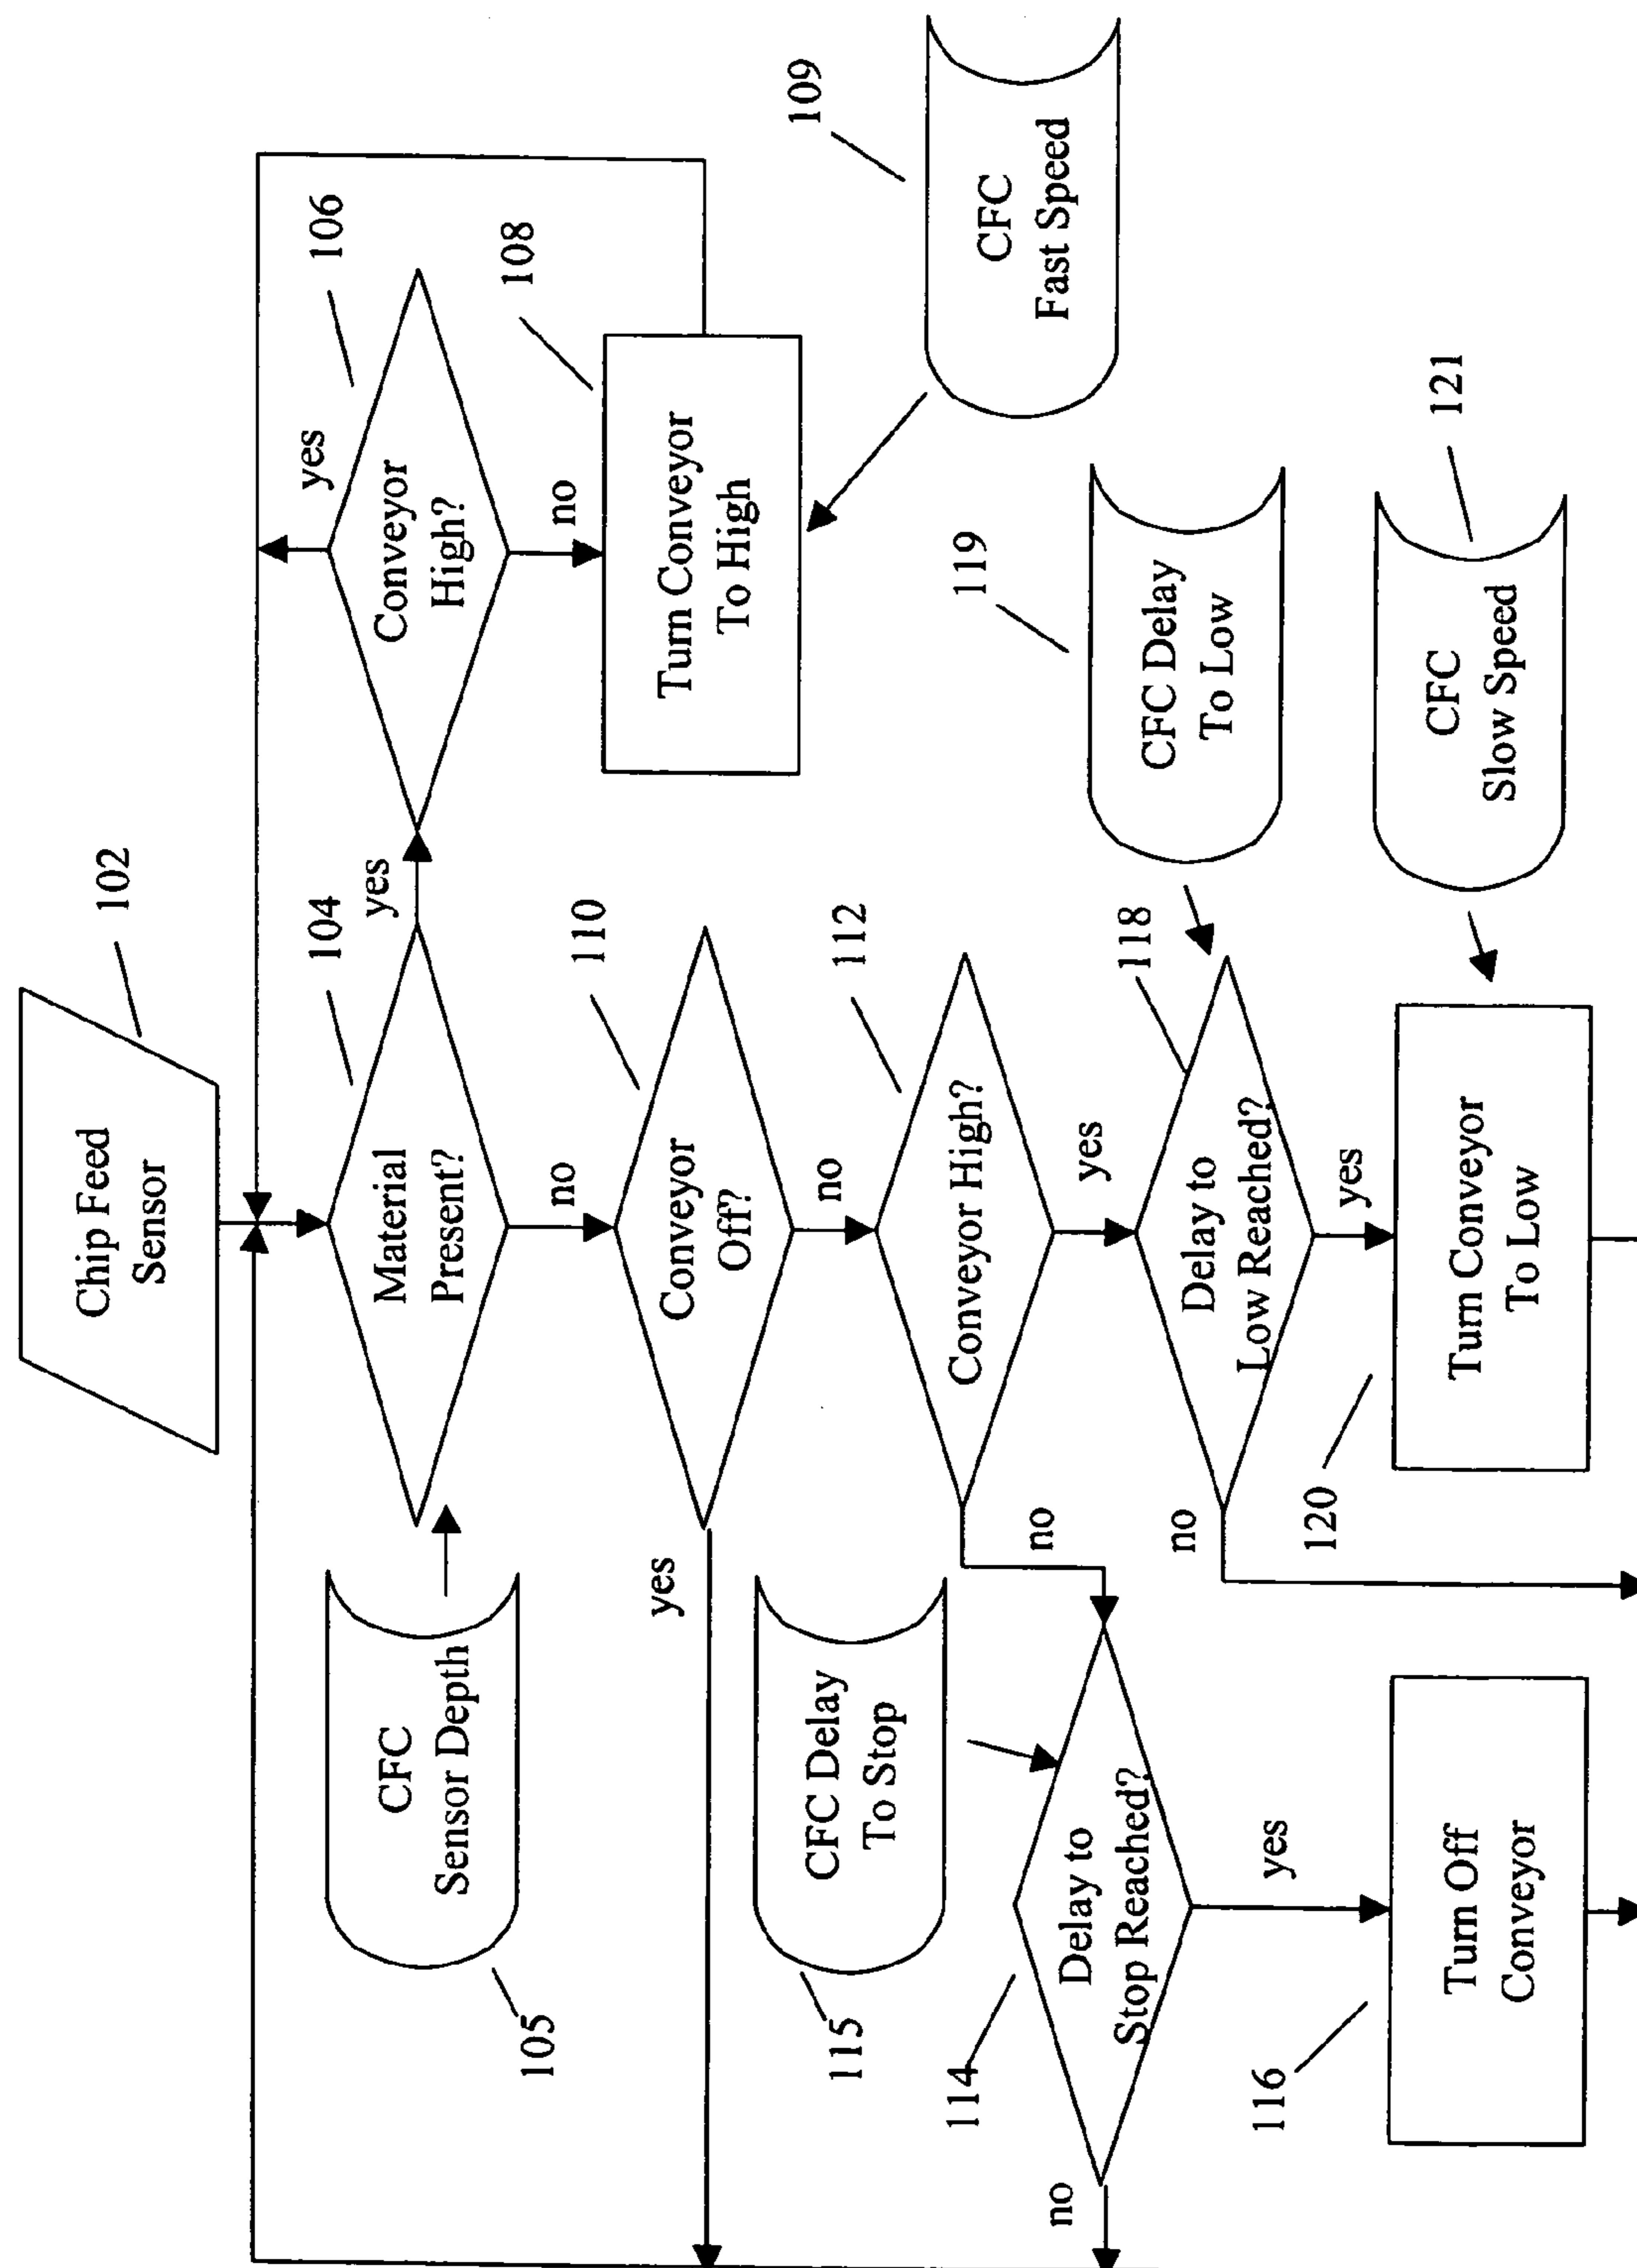 102
Chip Feed
Sensor
104
Material
Present?
yes
no
106
Conveyor
High?
yes
no
108
Turn Conveyor
To High
109
CFC
Fast Speed
CFC
Sensor Depth
105
110
Conveyor
Off?
yes
no
112
Conveyor High?
no
yes
CFC Delay
To Stop
115
114
Delay to
Stop Reached?
no
yes
118
Delay to
Low Reached?
no
yes
119
CFC Delay
To Low
116
Turn Off
Conveyor
120
Turn Conveyor
To Low
121
CFC
Slow Speed